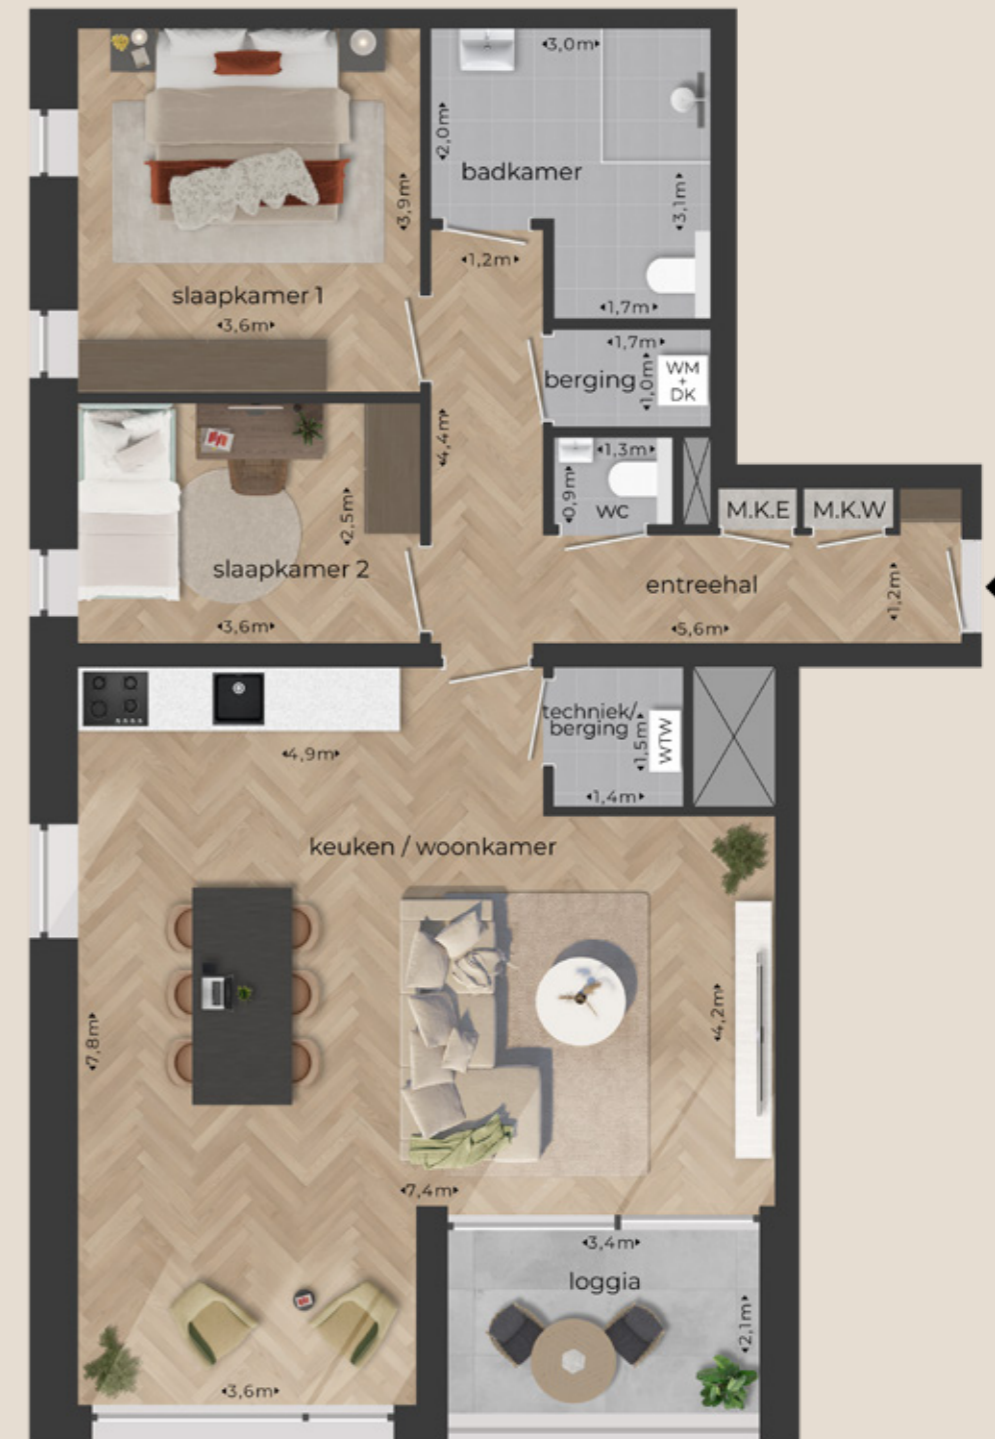 3,0m
2,0m
badkamer
3,9m
3,1m
1,2m
slaapkamer 1
3,6m
1,7m
1,7m
berging
1,0m
WM
+
DK
4,4m
1,3m
0,9m
wc
2,5m
M.K.E
M.K.W
slaapkamer 2
entreehal
1,2m
3,6m
5,6m
techniek/
berging
1,5m
WTW
4,9m
1,4m
keuken / woonkamer
7,8m
4,2m
7,4m
3,4m
loggia
2,1m
3,6m